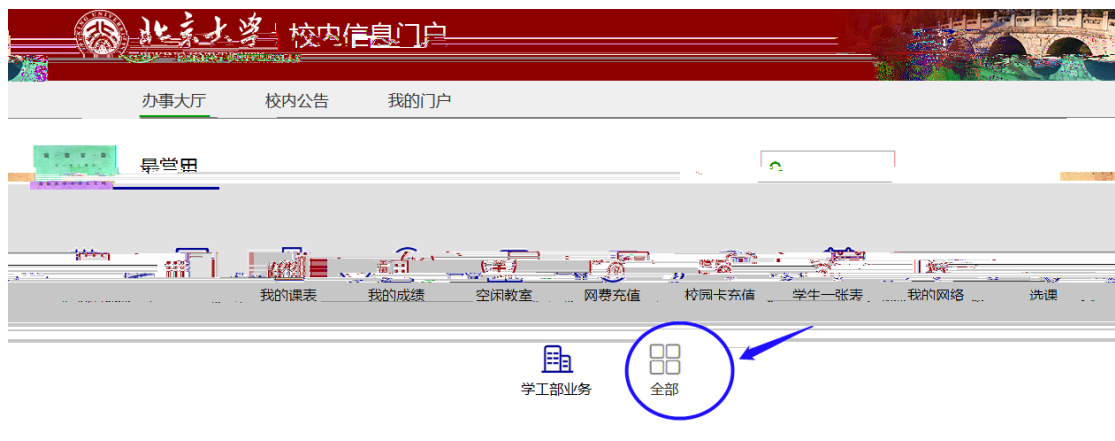 北京大学 校内信息门户
办事大厅 校内公告 我的门户
最常用
我的课表 我的成绩 空闲教室 网费充值 校园卡充值 学生一张表 我的网络 选课
学工部业务 全部